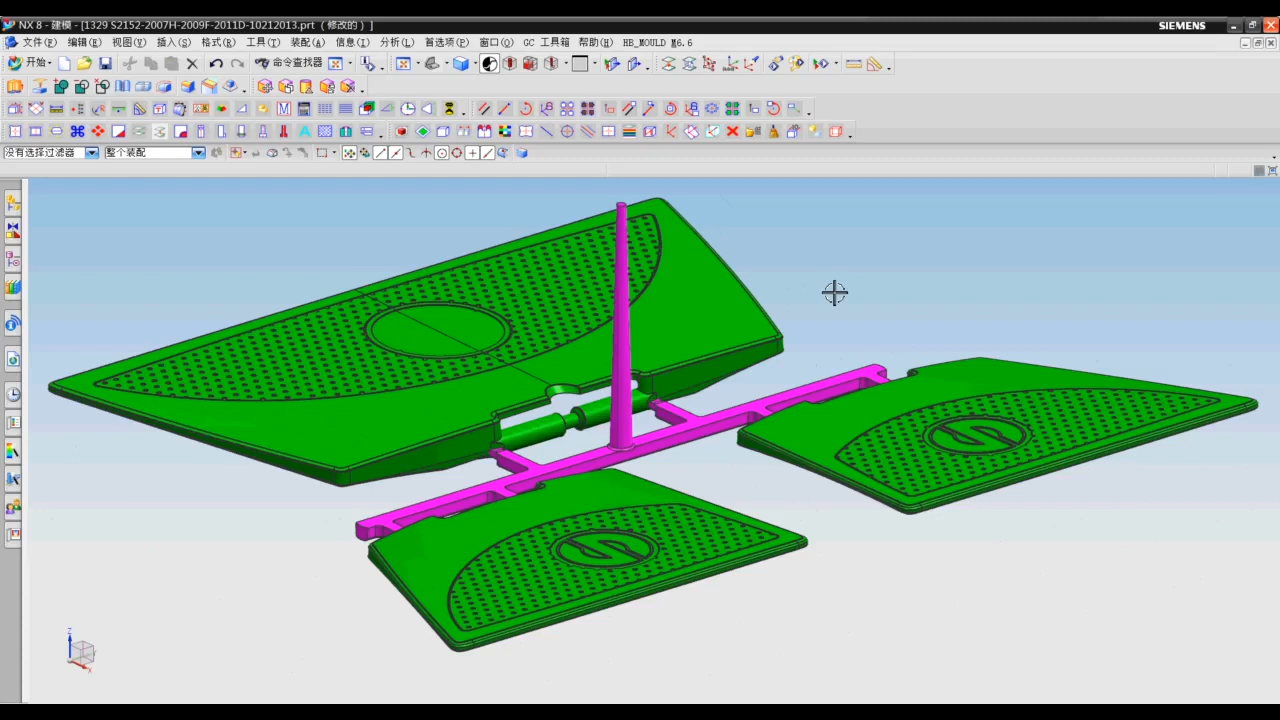 NX 8 - 建模 - [1329 S2152-2007H-2009F-2011D-10212013.prt （修改的） ]
SIEMENS
文件(F) 编辑(E) 视图(V) 插入(S) 格式(R) 工具(T) 装配(A) 信息(I) 分析(L) 首选项(P) 窗口(O) GC 工具箱 帮助(H) HB_MOULD M6.6
开始 命令查找器
没有选择过滤器 整个装配
Z
X